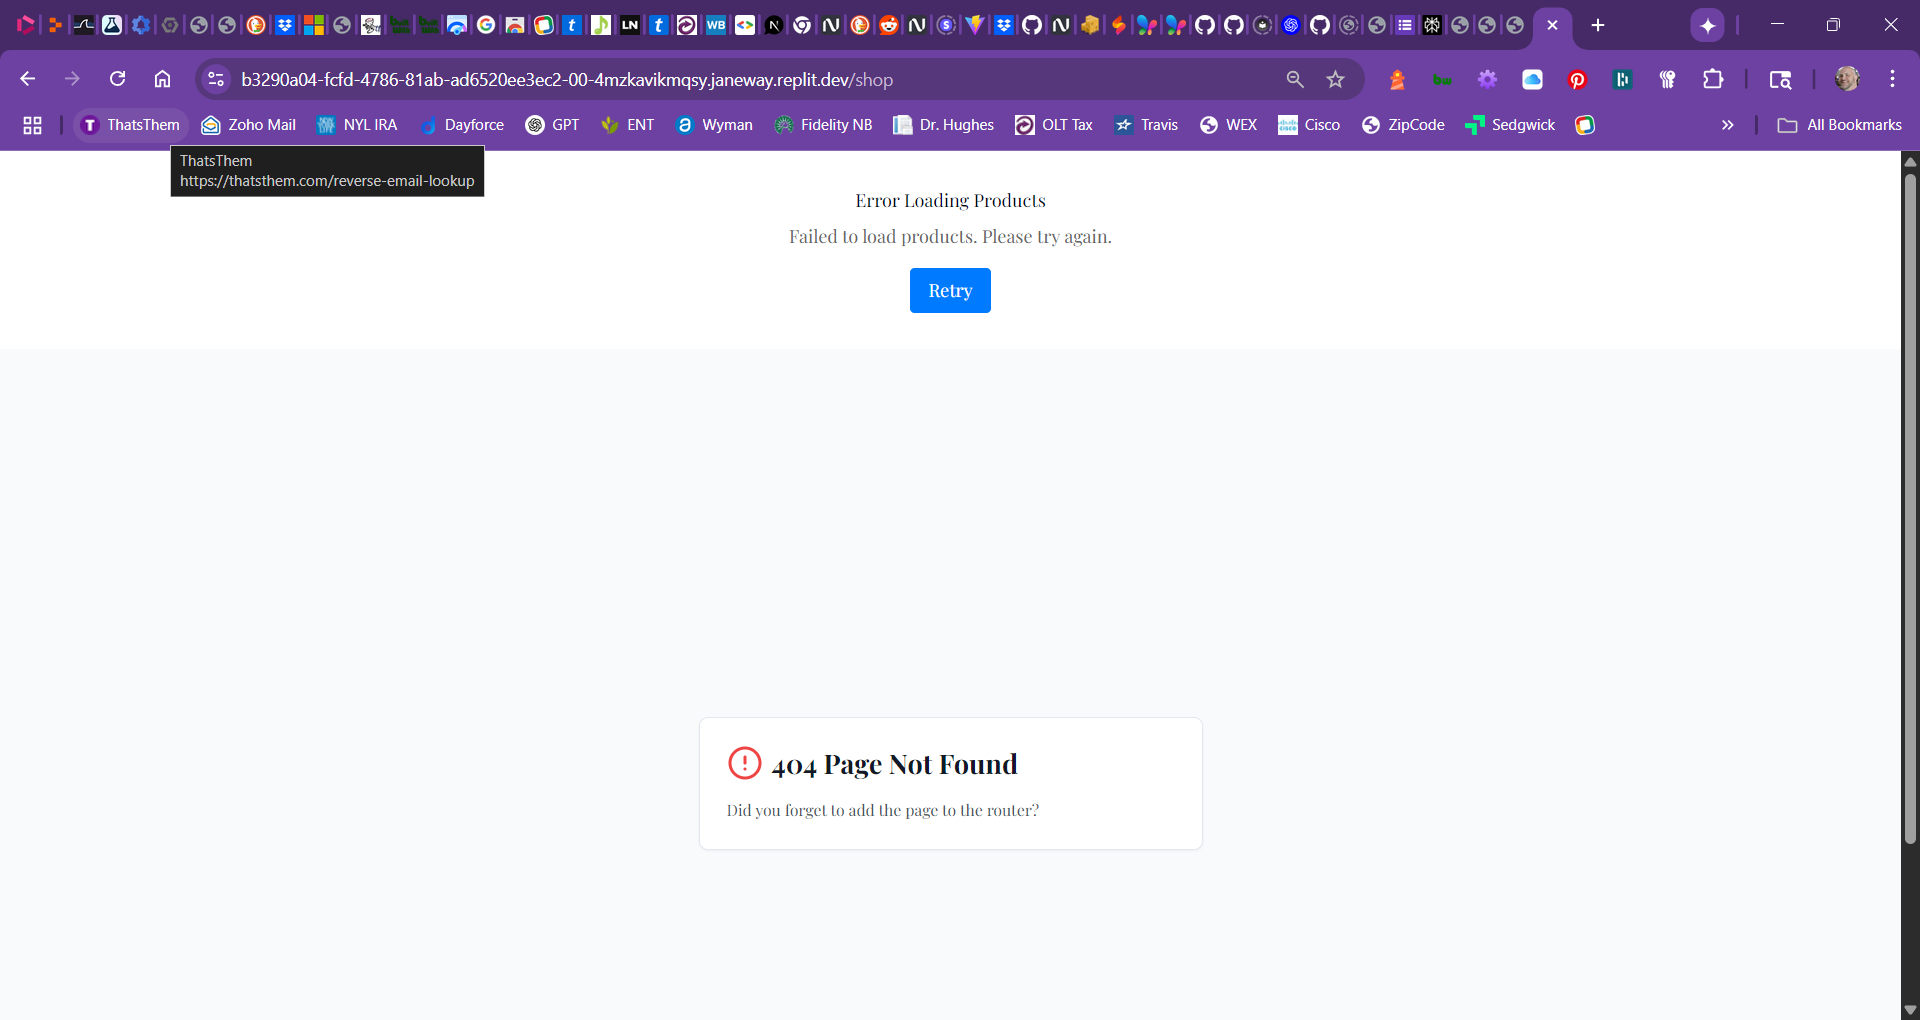 b3290a04-fcfd-4786-81ab-ad6520ee3ec2-00-4mzkavikmqsy.janeway.replit.dev/shop
ThatsThem Zoho Mail NYL IRA Dayforce GPT ENT Wyman Fidelity NB Dr. Hughes OLT Tax Travis WEX Cisco ZipCode Sedgwick » All Bookmarks
ThatsThem
https://thatsthem.com/reverse-email-lookup
Error Loading Products
Failed to load products. Please try again.
Retry
404 Page Not Found
Did you forget to add the page to the router?